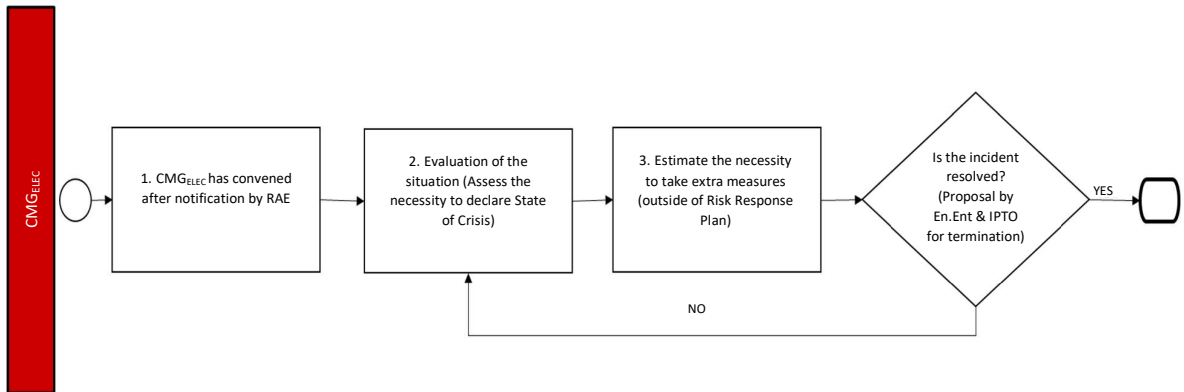 CMGELEC
1. CMGELEC has convened
after notification by RAE
2. Evaluation of the
situation (Assess the
necessity to declare State
of Crisis)
3. Estimate the necessity
to take extra measures
(outside of Risk Response
Plan)
Is the incident
resolved?
(Proposal by
En.Ent & IPTO
for termination)
YES
NO